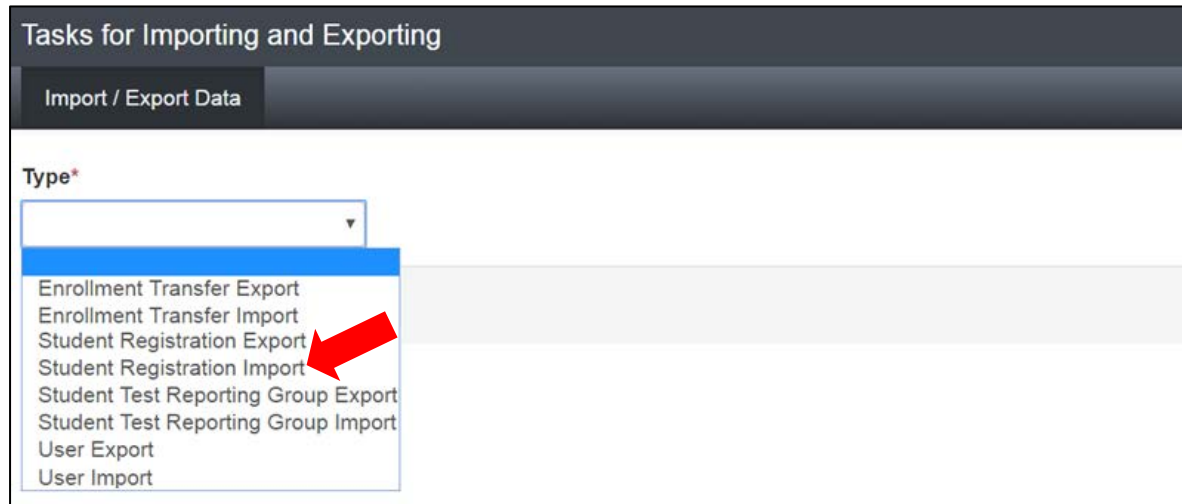 Tasks for Importing and Exporting
Import / Export Data
Type*
Enrollment Transfer Export
Enrollment Transfer Import
Student Registration Export
Student Registration Import
Student Test Reporting Group Export
Student Test Reporting Group Import
User Export
User Import